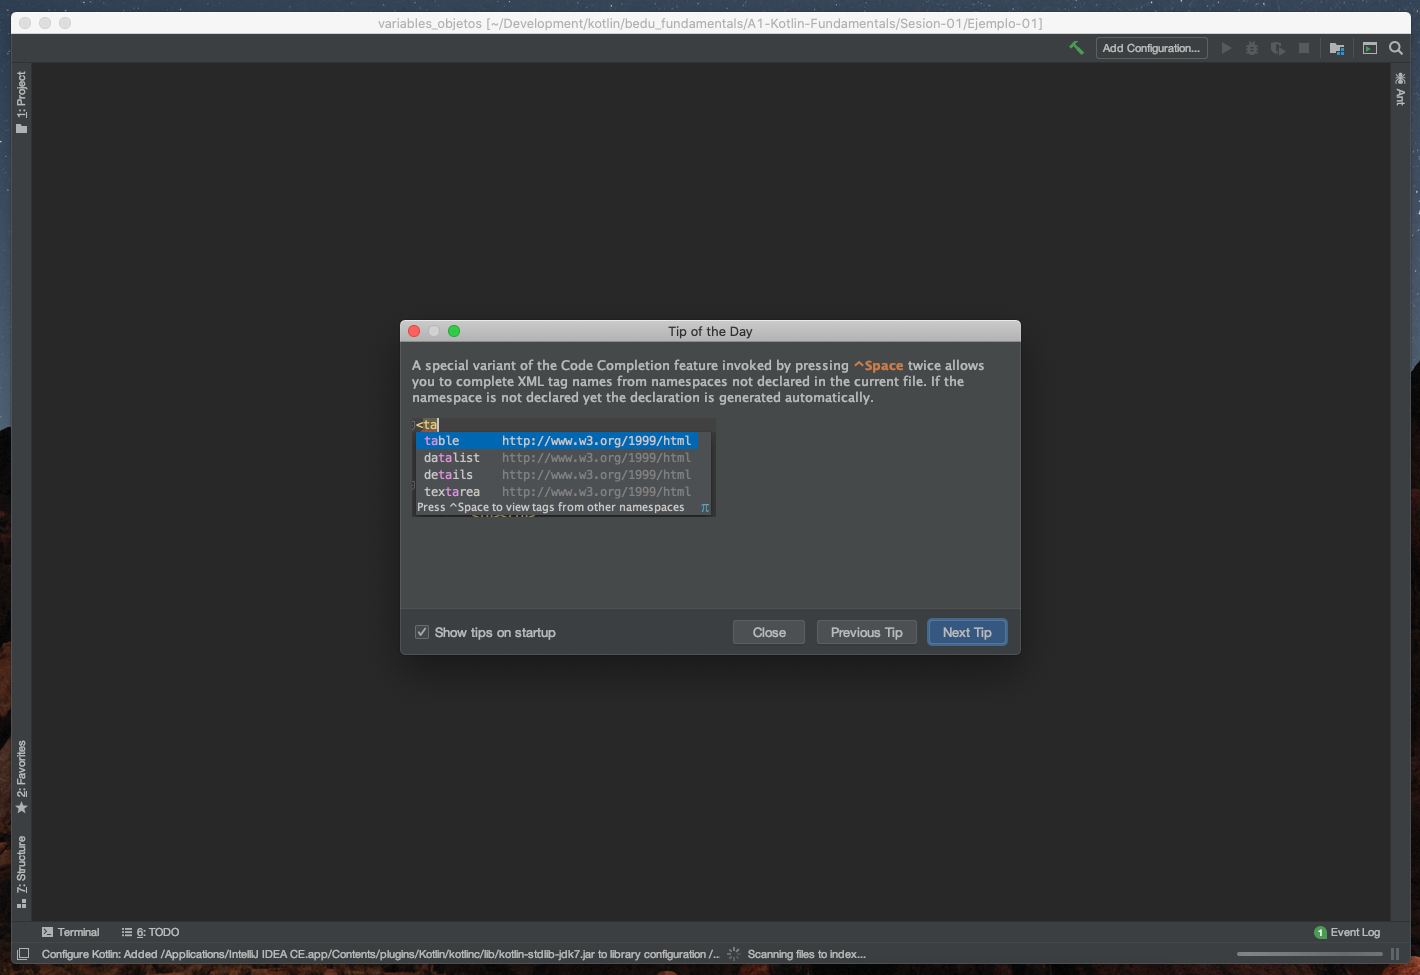 variables_objetos [~/Development/kotlin/bedu_fundamentals/A1-Kotlin-Fundamentals/Sesion-01/Ejemplo-01]
Add Configuration...
1: Project
Ant
Tip of the Day
A special variant of the Code Completion feature invoked by pressing ^Space twice allows
you to complete XML tag names from namespaces not declared in the current file. If the
namespace is not declared yet the declaration is generated automatically.
<ta
table http://www.w3.org/1999/html
datalist http://www.w3.org/1999/html
details http://www.w3.org/1999/html
textarea http://www.w3.org/1999/html
Press ^Space to view tags from other namespaces π
Show tips on startup
Close
Previous Tip
Next Tip
2: Favorites
7: Structure
Terminal
6: TODO
1 Event Log
Configure Kotlin: Added /Applications/IntelliJ IDEA CE.app/Contents/plugins/Kotlin/kotlinc/lib/kotlin-stdlib-jdk7.jar to library configuration /...
Scanning files to index...